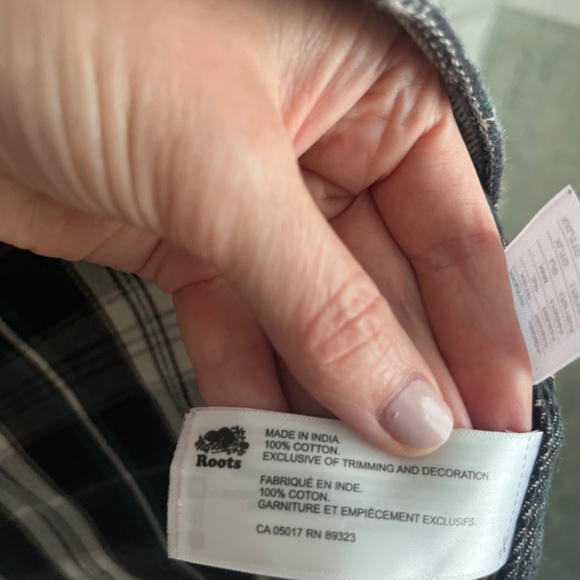 Roots
MADE IN INDIA.
100% COTTON.
EXCLUSIVE OF TRIMMING AND DECORATION.
FABRIQUÉ EN INDE.
100% COTON.
GARNITURE ET EMPIÈCEMENT EXCLUSIFS.
CA 05017 RN 89323